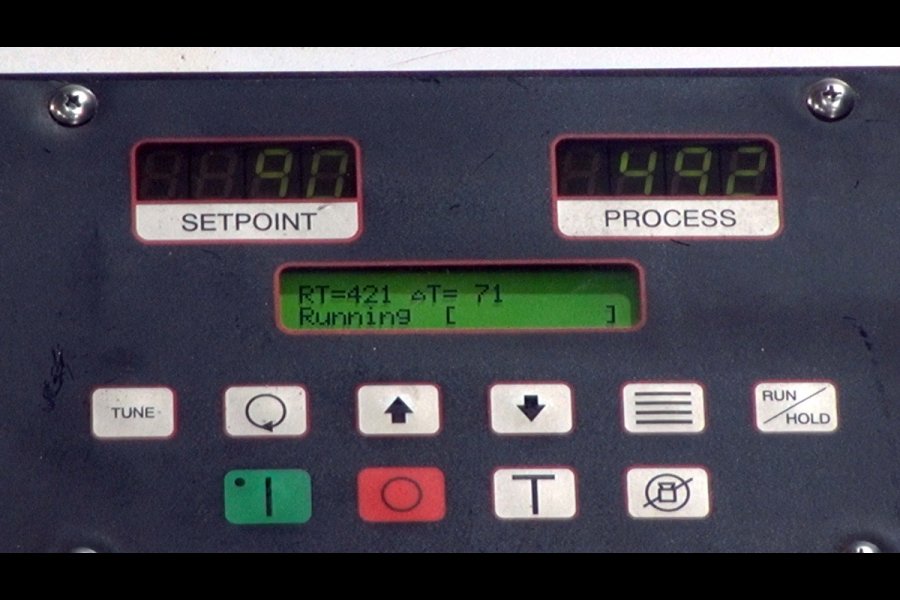 90 492
SETPOINT PROCESS
RT=421 ΔT= 71
Running [ ]
TUNE RUN/HOLD